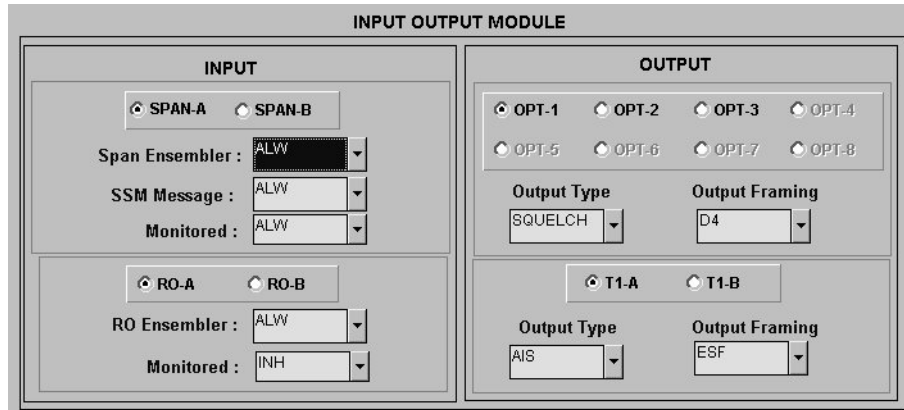 INPUT OUTPUT MODULE
INPUT
SPAN-A SPAN-B
Span Ensembler : ALW
SSM Message : ALW
Monitored : ALW
RO-A RO-B
RO Ensembler : ALW
Monitored : INH
OUTPUT
OPT-1 OPT-2 OPT-3 OPT-4
OPT-5 OPT-6 OPT-7 OPT-8
Output Type Output Framing
SQUELCH D4
T1-A T1-B
Output Type Output Framing
AIS ESF